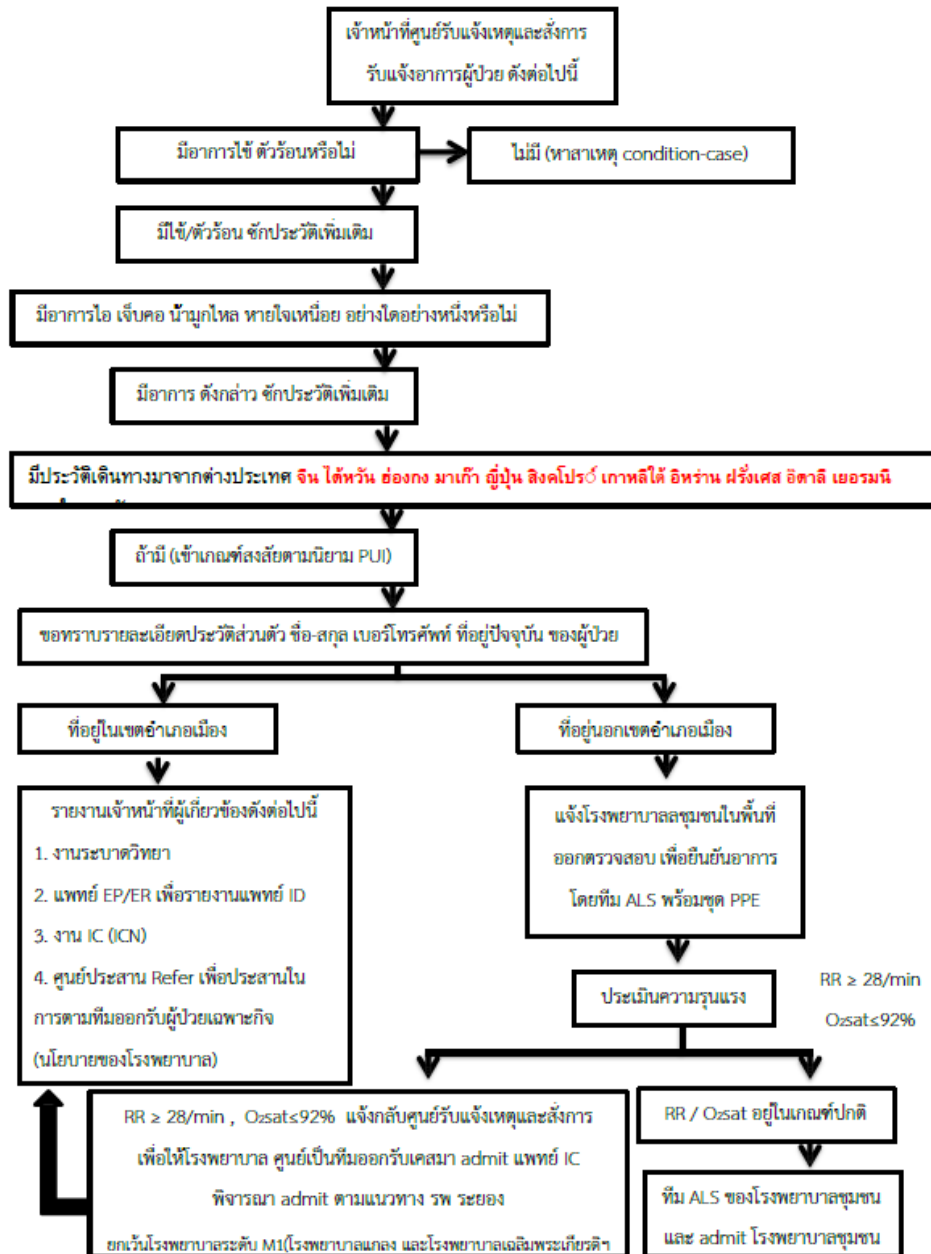 เจ้าหน้าที่ศูนย์รับแจ้งเหตุและสั่งการ
รับแจ้งอาการผู้ป่วย ดังต่อไปนี้
มีอาการไข้ ตัวร้อนหรือไม่
ไม่มี (หาสาเหตุ condition-case)
มีไข้/ตัวร้อน ซักประวัติเพิ่มเติม
มีอาการไอ เจ็บคอ น้ำมูกไหล หายใจเหนื่อย อย่างใดอย่างหนึ่งหรือไม่
มีอาการ ดังกล่าว ซักประวัติเพิ่มเติม
มีประวัติเดินทางมาจากต่างประเทศ จีน ไต้หวัน ฮ่องกง มาเก๊า ญี่ปุ่น สิงคโปร์ เกาหลีใต้ อิหร่าน ฝรั่งเศส อิตาลี เยอรมนี
ถ้ามี (เข้าเกณฑ์สงสัยตามนิยาม PUI)
ขอทราบรายละเอียดประวัติส่วนตัว ชื่อ-สกุล เบอร์โทรศัพท์ ที่อยู่ปัจจุบัน ของผู้ป่วย
ที่อยู่ในเขตอำเภอเมือง
ที่อยู่นอกเขตอำเภอเมือง
รายงานเจ้าหน้าที่ผู้เกี่ยวข้องดังต่อไปนี้
1. งานระบาดวิทยา
2. แพทย์ EP/ER เพื่อรายงานแพทย์ ID
3. งาน IC (ICN)
4. ศูนย์ประสาน Refer เพื่อประสานใน
การตามทีมออกรับผู้ป่วยเฉพาะกิจ
(นโยบายของโรงพยาบาล)
แจ้งโรงพยาบาลลชุมชนในพื้นที่
ออกตรวจสอบ เพื่อยืนยันอาการ
โดยทีม ALS พร้อมชุด PPE
ประเมินความรุนแรง
RR ≥ 28/min
O₂sat≤92%
RR ≥ 28/min , O₂sat≤92% แจ้งกลับศูนย์รับแจ้งเหตุและสั่งการ
เพื่อให้โรงพยาบาล ศูนย์เป็นทีมออกรับเคสมา admit แพทย์ IC
พิจารณา admit ตามแนวทาง รพ ระยอง
ยกเว้นโรงพยาบาลระดับ M1(โรงพยาบาลแกลง และโรงพยาบาลเฉลิมพระเกียรติฯ
RR / O₂sat อยู่ในเกณฑ์ปกติ
ทีม ALS ของโรงพยาบาลชุมชน
และ admit โรงพยาบาลชุมชน